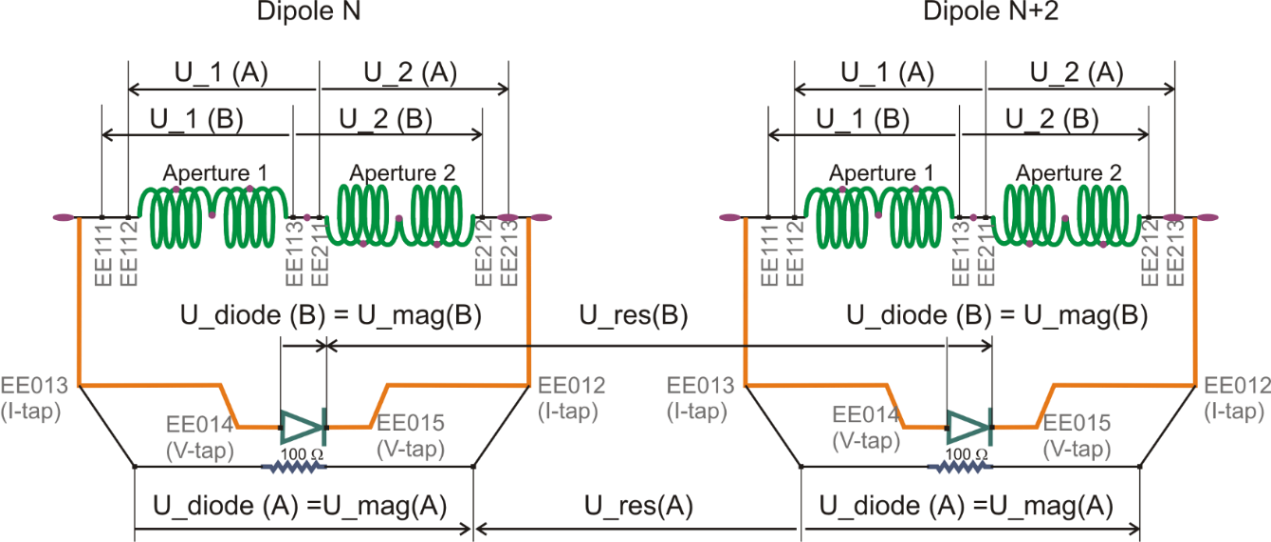 Dipole N
Dipole N+2
U_1 (A)
U_2 (A)
U_1 (A)
U_2 (A)
U_1 (B)
U_2 (B)
U_1 (B)
U_2 (B)
Aperture 1
Aperture 2
Aperture 1
Aperture 2
EE111
EE112
EE113
EE211
EE212
EE213
EE111
EE112
EE113
EE211
EE212
EE213
U_diode (B) = U_mag(B)
U_res(B)
U_diode (B) = U_mag(B)
EE013
(I-tap)
EE014
(V-tap)
EE015
(V-tap)
EE012
(I-tap)
EE013
(I-tap)
EE014
(V-tap)
EE015
(V-tap)
EE012
(I-tap)
100 Ω
100 Ω
U_diode (A) =U_mag(A)
U_res(A)
U_diode (A) =U_mag(A)